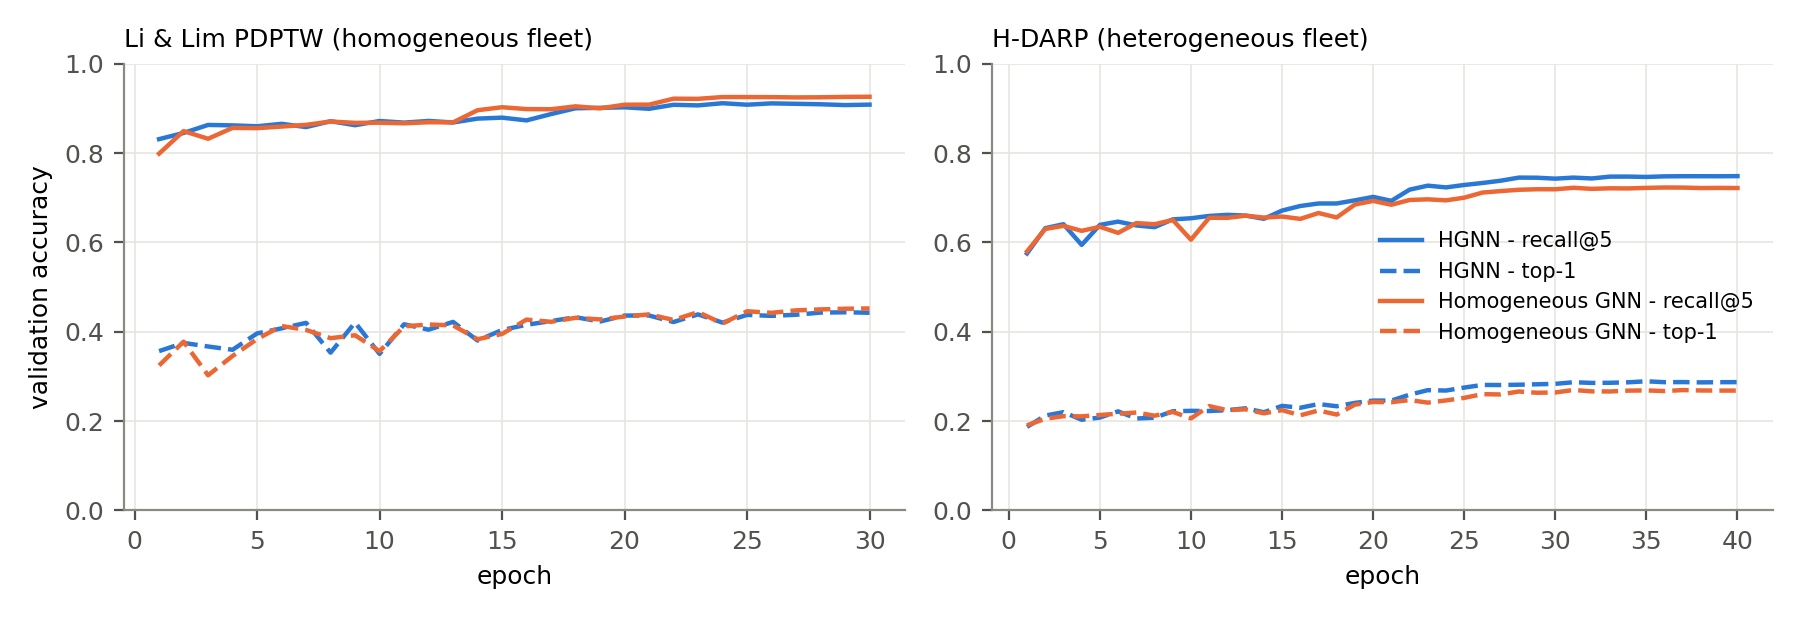 Li & Lim PDPTW (homogeneous fleet)
validation accuracy
1.0
0.8
0.6
0.4
0.2
0.0
0 5 10 15 20 25 30
epoch
H-DARP (heterogeneous fleet)
1.0
0.8
0.6
0.4
0.2
0.0
HGNN - recall@5
HGNN - top-1
Homogeneous GNN - recall@5
Homogeneous GNN - top-1
0 5 10 15 20 25 30 35 40
epoch